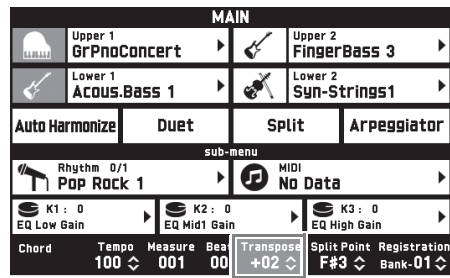 MAIN
Upper 1
GrPnoConcert
Upper 2
FingerBass 3
Lower 1
Acous.Bass 1
Lower 2
Syn-Strings1
Auto Harmonize Duet Split Arpeggiator
sub-menu
Rhythm 0/1
Pop Rock 1
MIDI
No Data
K1 : 0
EQ Low Gain
K2 : 0
EQ Mid1 Gain
K3 : 0
EQ High Gain
Chord Tempo Measure Beat Transpose Split Point Registration
100 001 00 +02 F#3 Bank-01